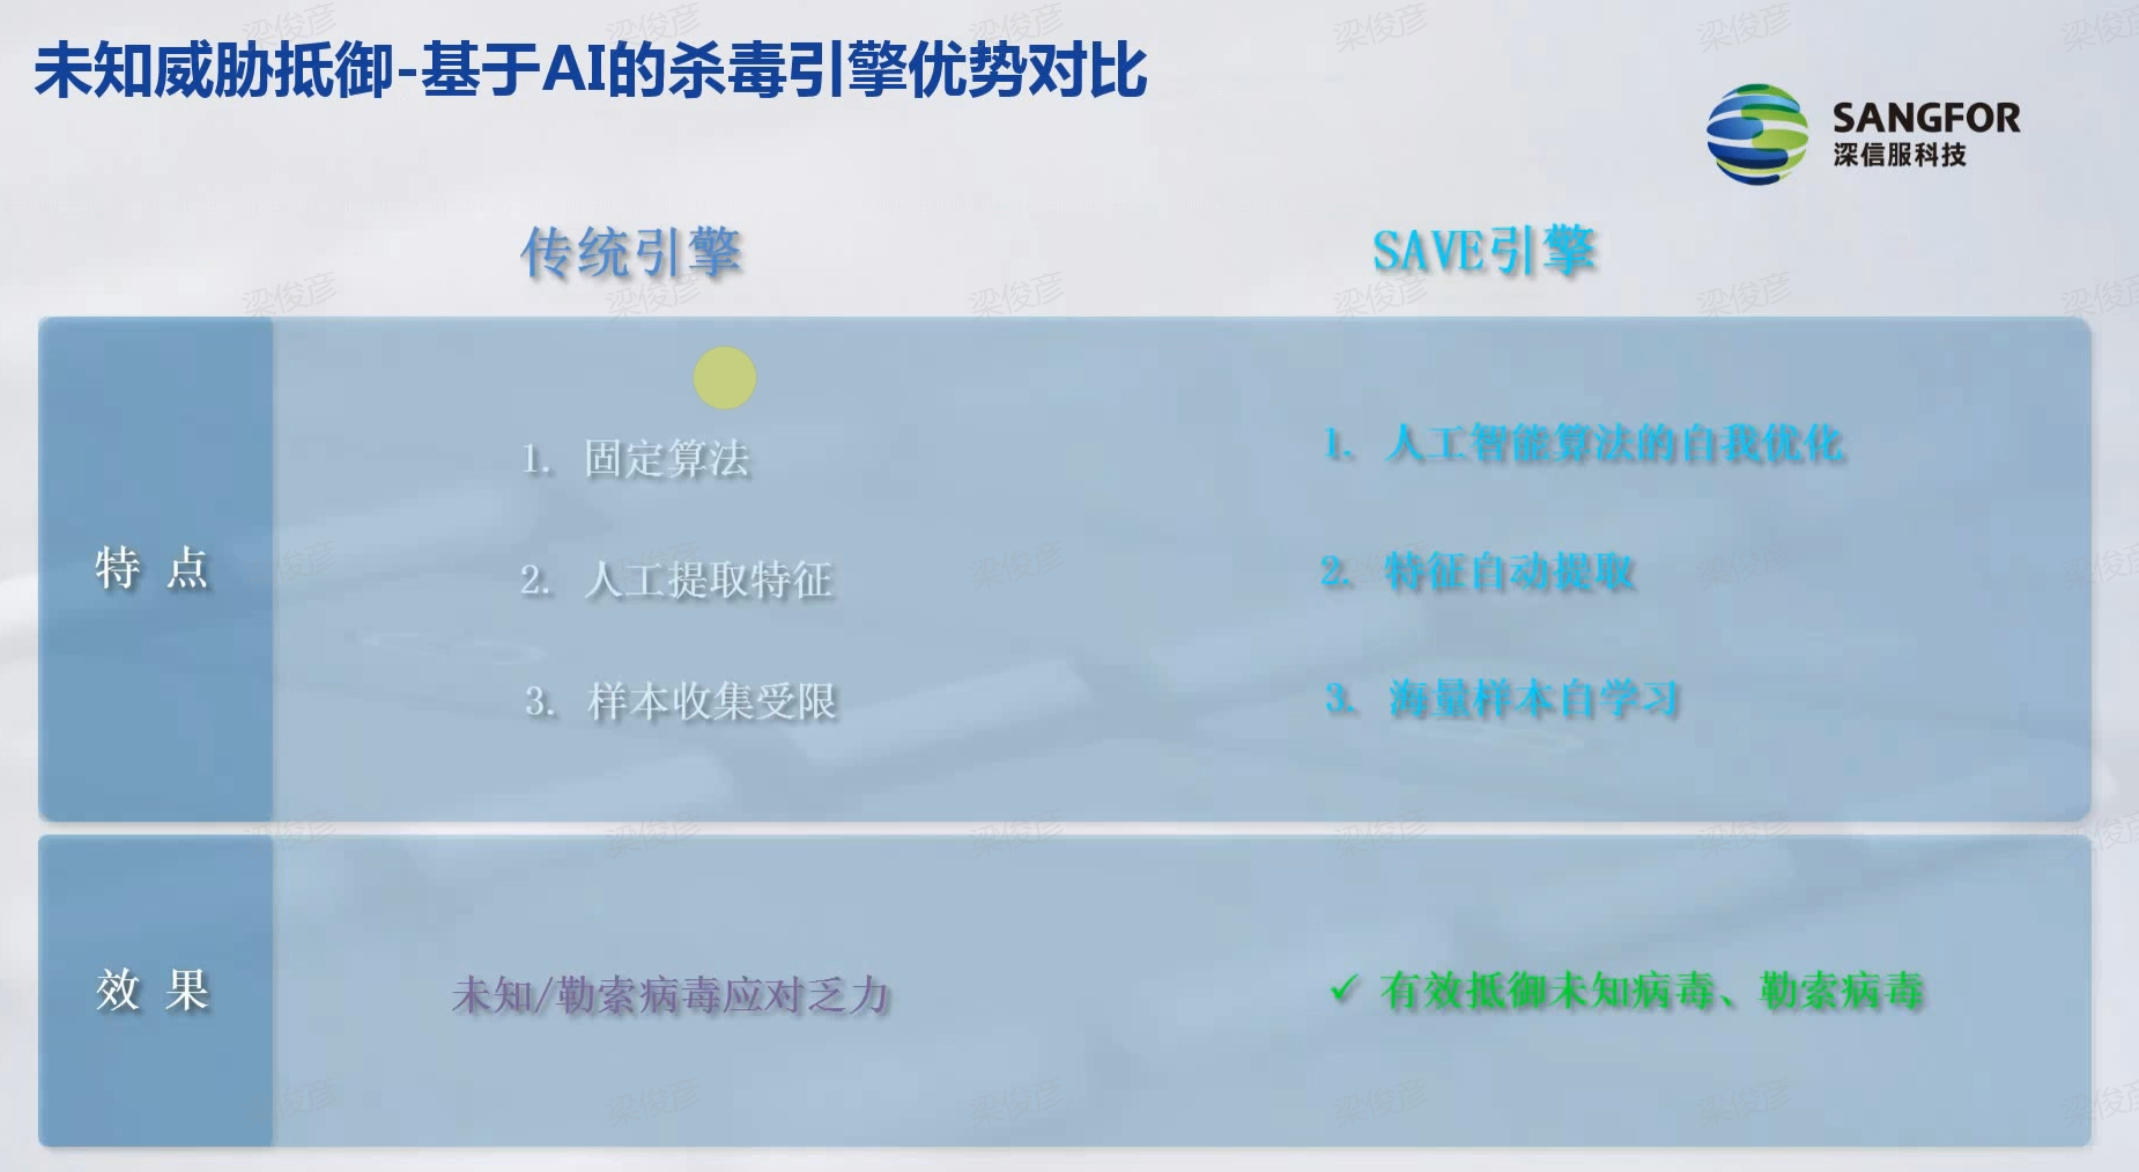 未知威胁抵御-基于AI的杀毒引擎优势对比
SANGFOR
深信服科技
传统引擎
SAVE引擎
特 点
1. 固定算法
2. 人工提取特征
3. 样本收集受限
1. 人工智能算法的自我优化
2. 特征自动提取
3. 海量样本自学习
效 果
未知/勒索病毒应对乏力
✓ 有效抵御未知病毒、勒索病毒
梁俊彦